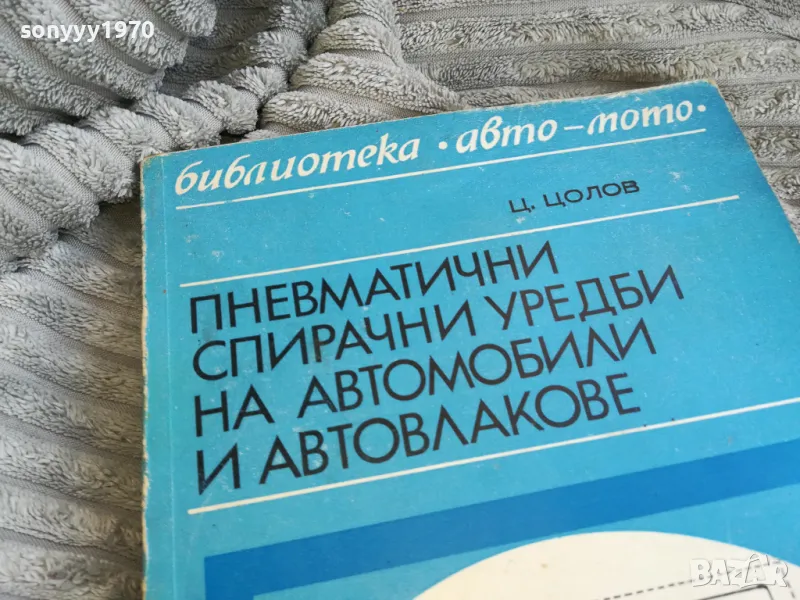 sonyyy1970
библиотека • авто-мото •
Ц. ЦОЛОВ
ПНЕВМАТИЧНИ
СПИРАЧНИ УРЕДБИ
НА АВТОМОБИЛИ
И АВТОВЛАКОВЕ
BAZAR